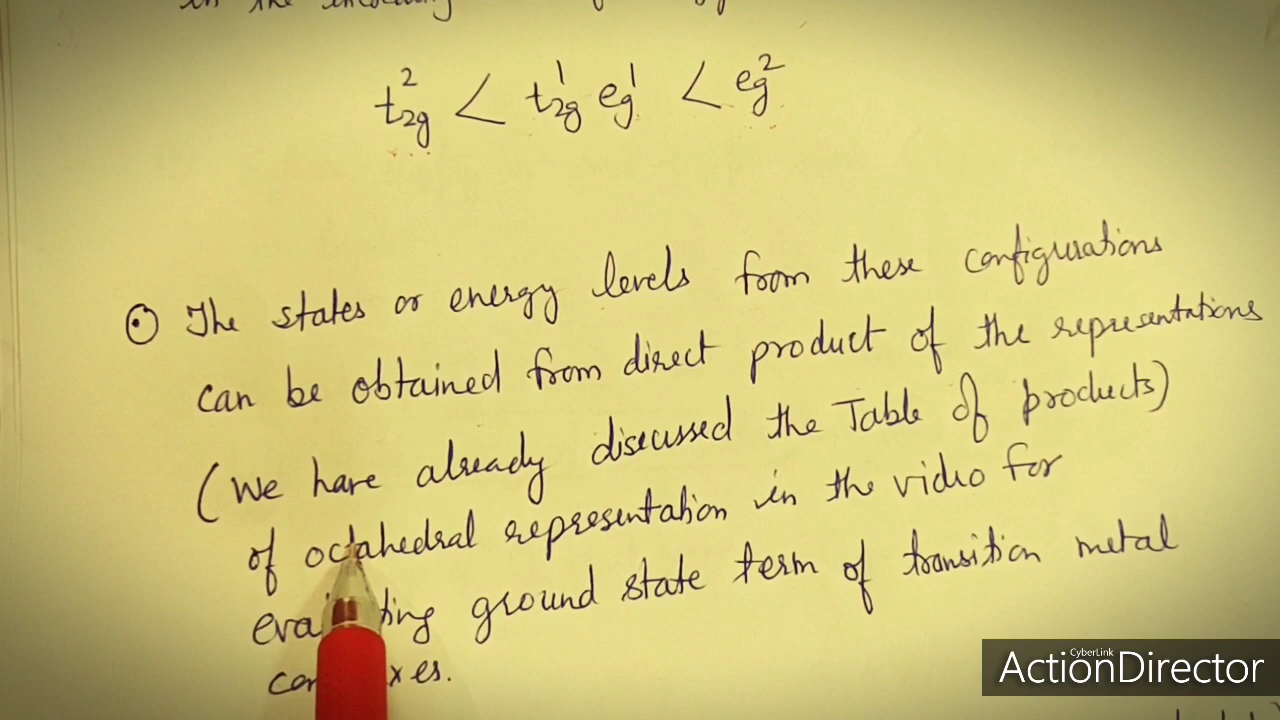 in the
t2g² < t2g¹ eg¹ < eg²
⊙ The states or energy levels from these configurations
can be obtained from direct product of the representations
(We have already discussed the Table of products)
of octahedral representation in the video for
ground state term of transition metal
CyberLink
ActionDirector